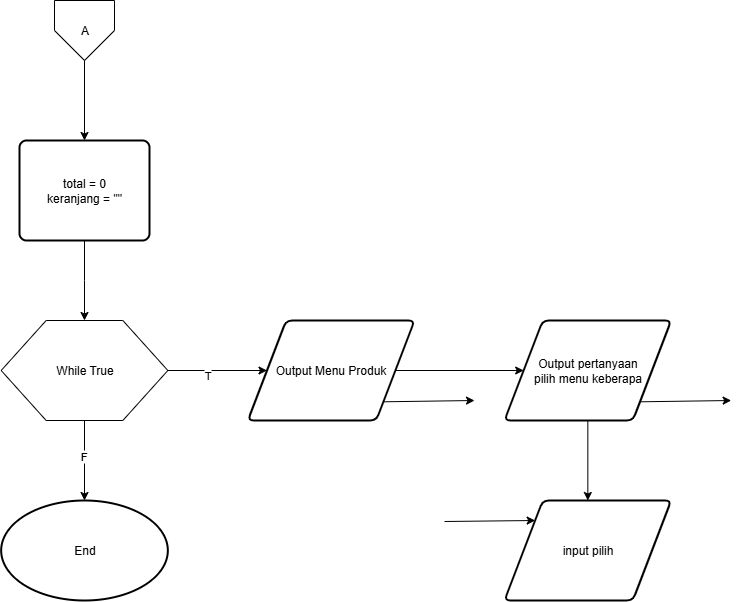 A
total = 0
keranjang = ""
While True
T
Output Menu Produk
Output pertanyaan
pilih menu keberapa
F
End
input pilih